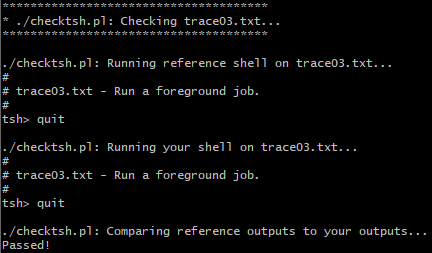 **************************************
* ./checktsh.pl: Checking trace03.txt...
**************************************
./checktsh.pl: Running reference shell on trace03.txt...
#
# trace03.txt - Run a foreground job.
#
tsh> quit
./checktsh.pl: Running your shell on trace03.txt...
#
# trace03.txt - Run a foreground job.
#
tsh> quit
./checktsh.pl: Comparing reference outputs to your outputs...
Passed!